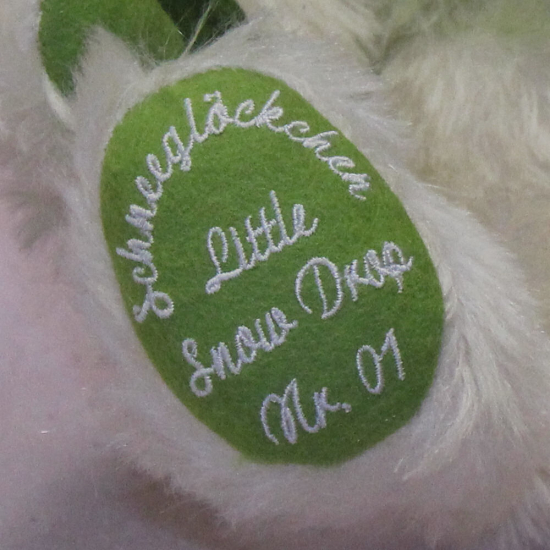 Schneeglöckchen
Little
Snow Drop
Nr. 01